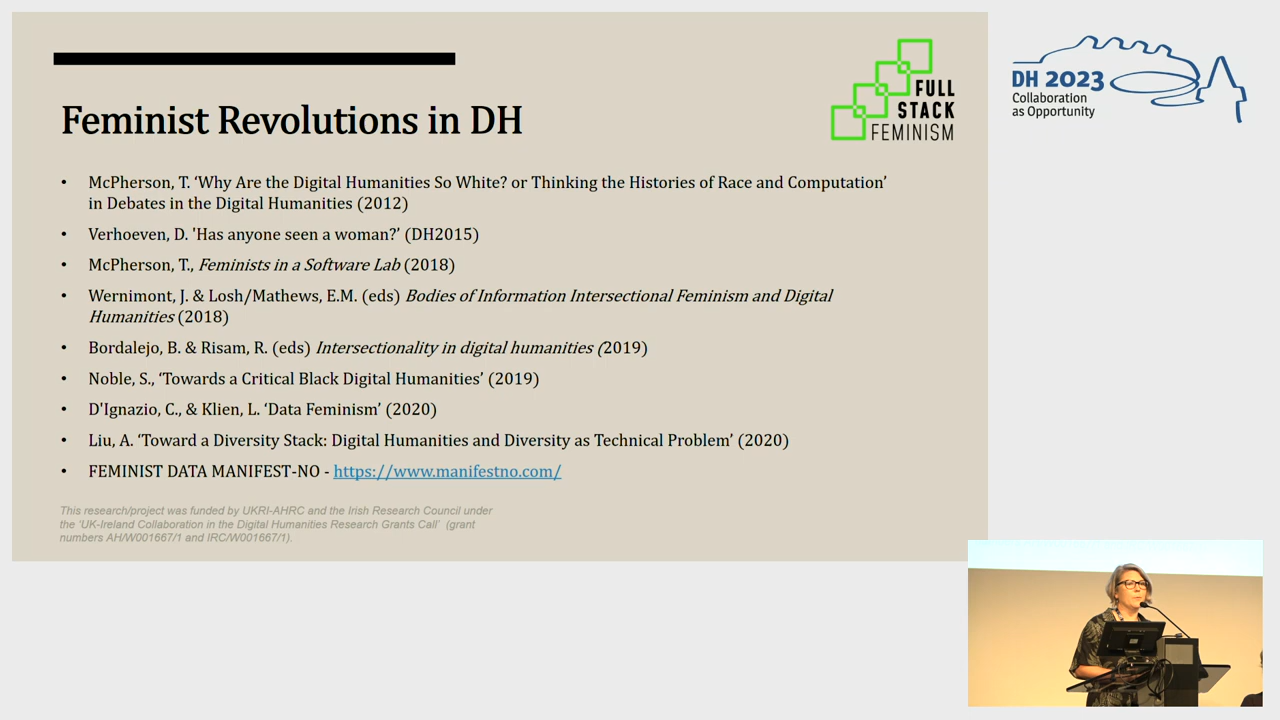 Feminist Revolutions in DH
FULL
STACK
FEMINISM
DH 2023
Collaboration
as Opportunity
• McPherson, T. ‘Why Are the Digital Humanities So White? or Thinking the Histories of Race and Computation’
in Debates in the Digital Humanities (2012)
• Verhoeven, D. 'Has anyone seen a woman?’ (DH2015)
• McPherson, T., Feminists in a Software Lab (2018)
• Wernimont, J. & Losh/Mathews, E.M. (eds) Bodies of Information Intersectional Feminism and Digital
Humanities (2018)
• Bordalejo, B. & Risam, R. (eds) Intersectionality in digital humanities (2019)
• Noble, S., ‘Towards a Critical Black Digital Humanities’ (2019)
• D'Ignazio, C., & Klien, L. ‘Data Feminism’ (2020)
• Liu, A. ‘Toward a Diversity Stack: Digital Humanities and Diversity as Technical Problem’ (2020)
• FEMINIST DATA MANIFEST-NO - https://www.manifestno.com/
This research/project was funded by UKRI-AHRC and the Irish Research Council under
the ‘UK-Ireland Collaboration in the Digital Humanities Research Grants Call’ (grant
numbers AH/W001667/1 and IRC/W001667/1).